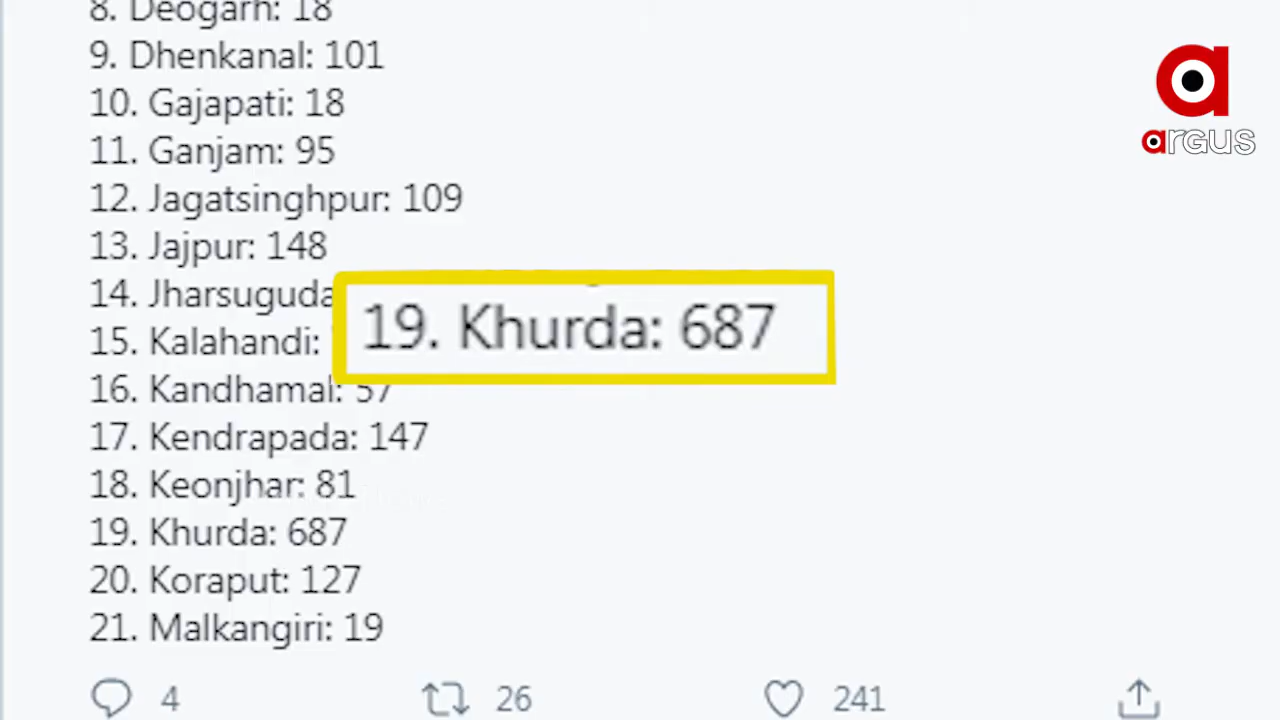 8. Deogarh: 18
9. Dhenkanal: 101
10. Gajapati: 18
11. Ganjam: 95
12. Jagatsinghpur: 109
13. Jajpur: 148
14. Jharsuguda
15. Kalahandi:
19. Khurda: 687
16. Kandhamal: 57
17. Kendrapada: 147
18. Keonjhar: 81
19. Khurda: 687
20. Koraput: 127
21. Malkangiri: 19
4 26 241
a
argus